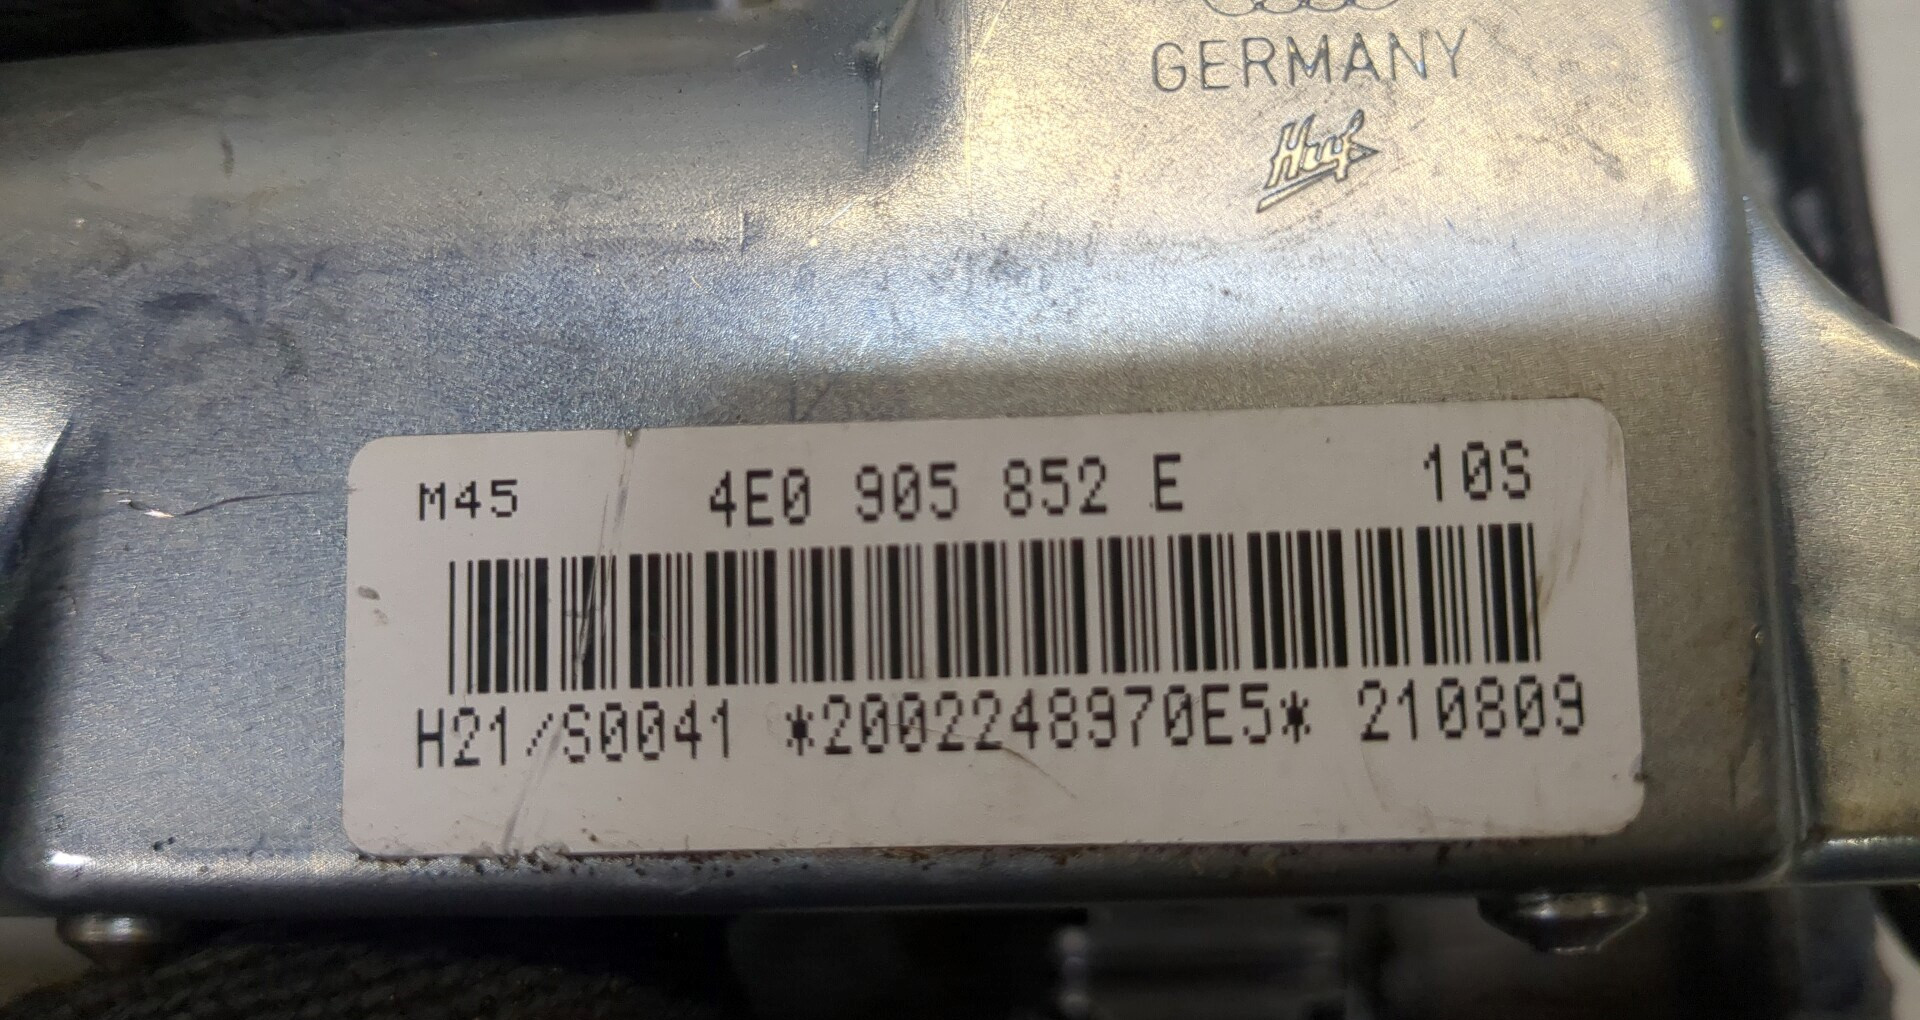 GERMANY
Huf
M45 4E0 905 852 E 10S
H21/S0041 *2002248970E5* 210809